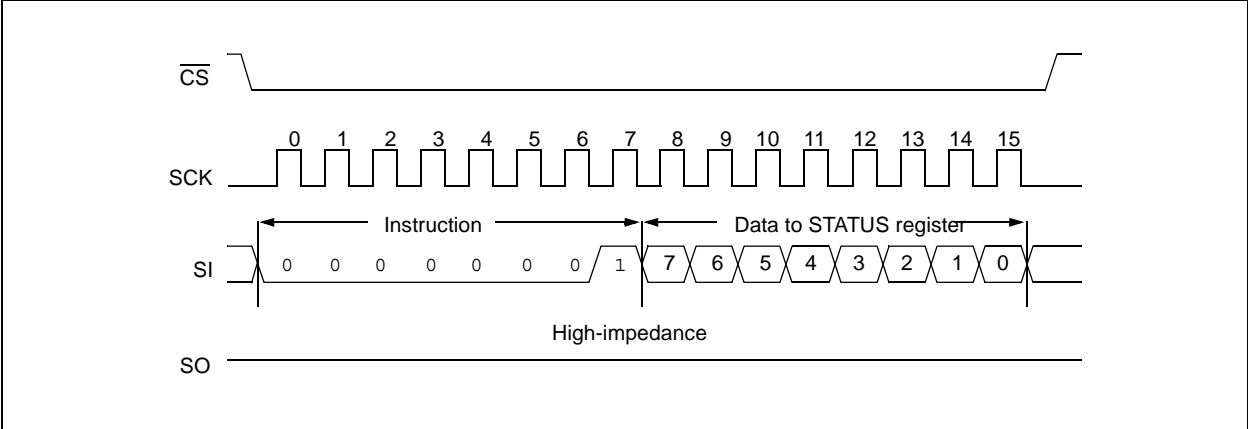 CS
0 1 2 3 4 5 6 7 8 9 10 11 12 13 14 15
SCK
Instruction Data to STATUS register
SI 0 0 0 0 0 0 0 1 7 6 5 4 3 2 1 0
High-impedance
SO